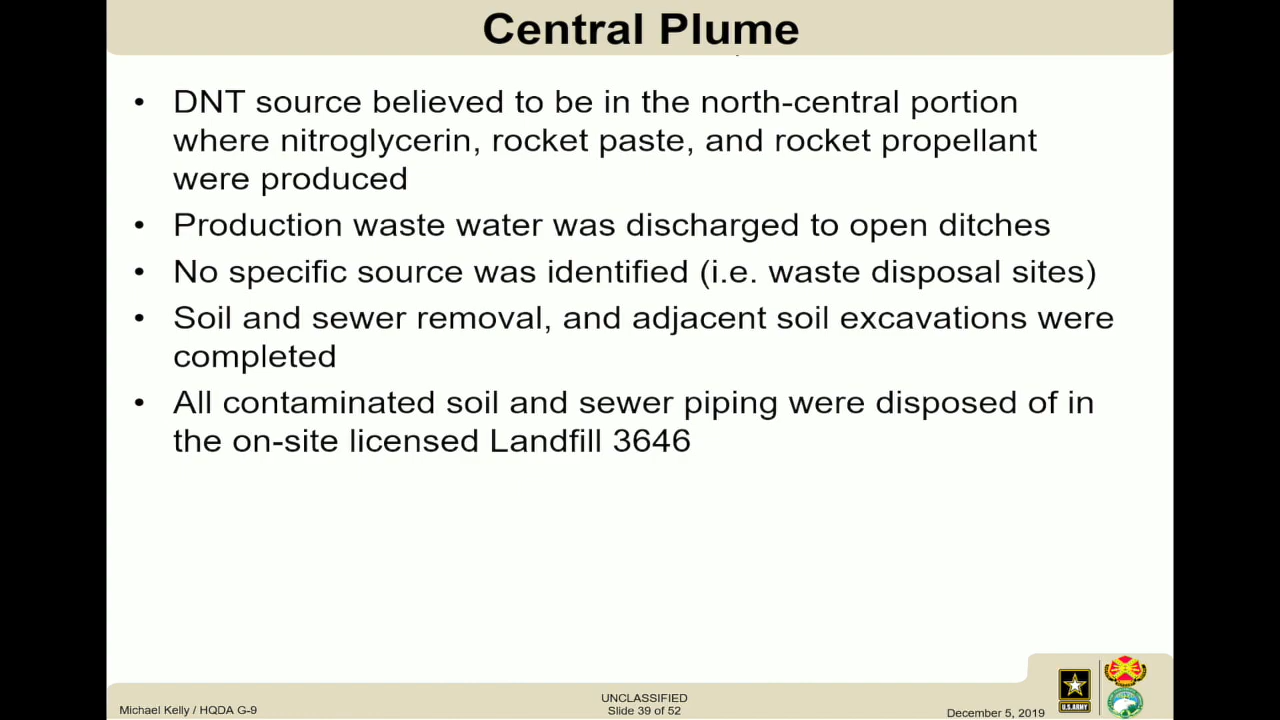 Central Plume
• DNT source believed to be in the north-central portion
where nitroglycerin, rocket paste, and rocket propellant
were produced
• Production waste water was discharged to open ditches
• No specific source was identified (i.e. waste disposal sites)
• Soil and sewer removal, and adjacent soil excavations were
completed
• All contaminated soil and sewer piping were disposed of in
the on-site licensed Landfill 3646
Michael Kelly / HQDA G-9
UNCLASSIFIED
Slide 39 of 52
December 5, 2019
U.S. ARMY